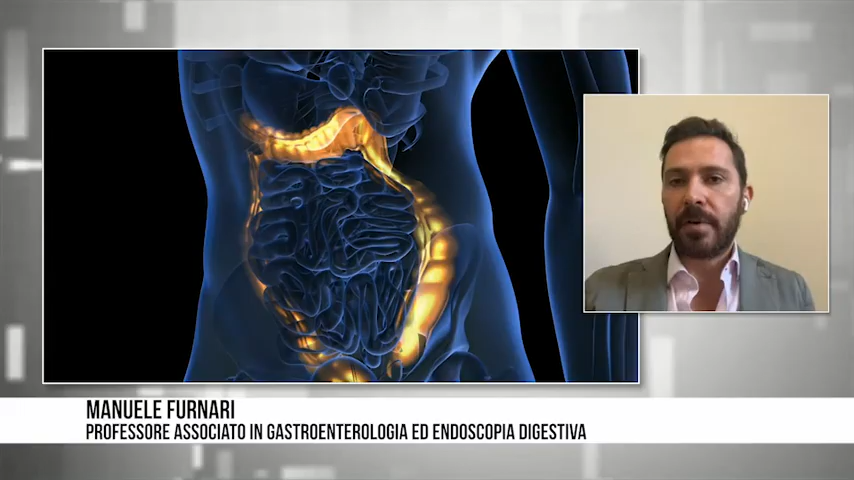 MANUELE FURNARI
PROFESSORE ASSOCIATO IN GASTROENTEROLOGIA ED ENDOSCOPIA DIGESTIVA